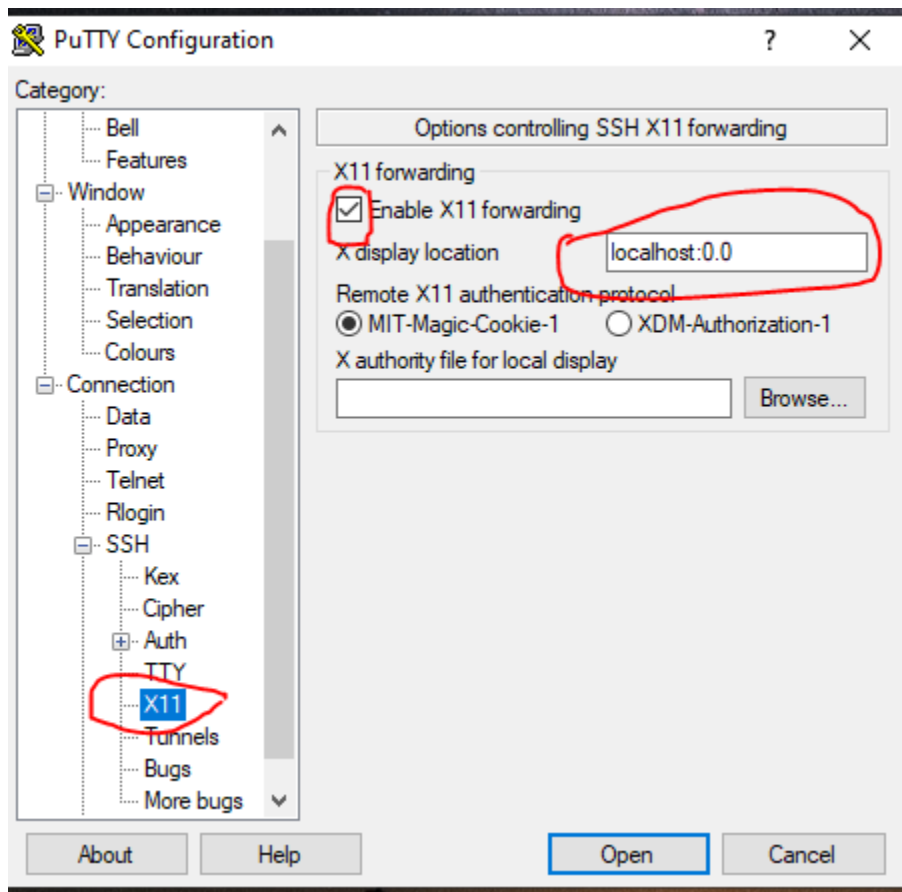 PuTTY Configuration
?
Category:
Bell
Features
Window
Appearance
Behaviour
Translation
Selection
Colours
Connection
Data
Proxy
Telnet
Rlogin
SSH
Kex
Cipher
Auth
TTY
X11
Tunnels
Bugs
More bugs
Options controlling SSH X11 forwarding
X11 forwarding
Enable X11 forwarding
X display location localhost:0.0
Remote X11 authentication protocol
MIT-Magic-Cookie-1 XDM-Authorization-1
X authority file for local display
Browse...
About Help Open Cancel